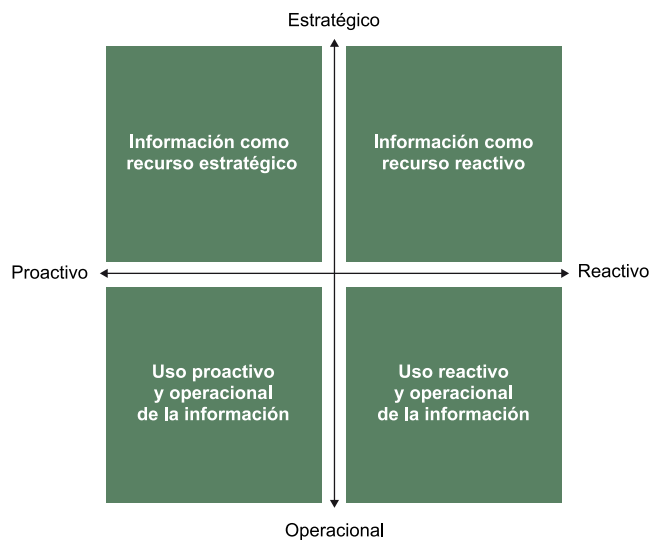 Estratégico
Información como
recurso estratégico
Información como
recurso reactivo
Proactivo
Reactivo
Uso proactivo
y operacional
de la información
Uso reactivo
y operacional
de la información
Operacional